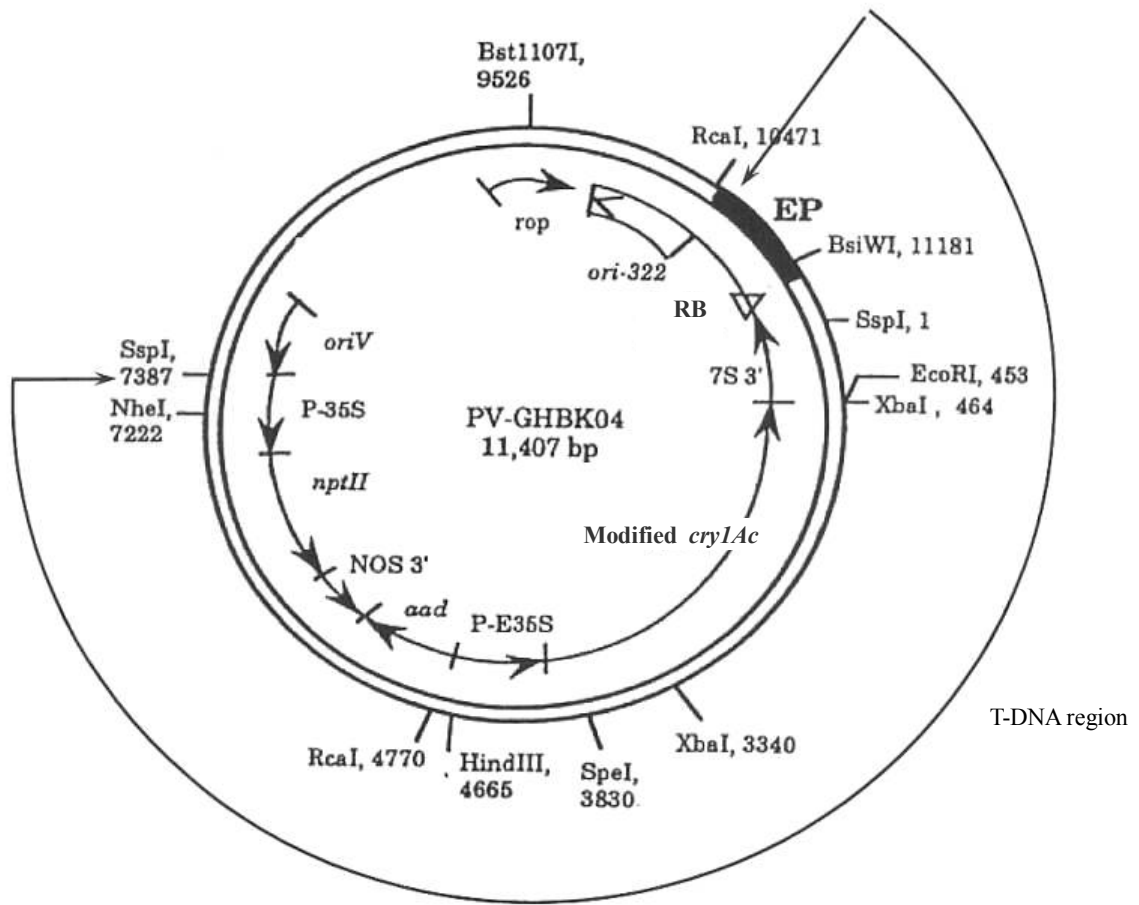 Bst1107I,
9526
RcaI, 10471
EP
BsiWI, 11181
rop
ori-322
RB
SspI, 1
oriV
SspI,
7387
7S 3'
EcoRI, 453
XbaI , 464
NheI,
7222
P-35S
PV-GHBK04
11,407 bp
nptII
Modified cry1Ac
NOS 3'
aad
P-E35S
T-DNA region
XbaI, 3340
RcaI, 4770
HindIII,
4665
SpeI,
3830